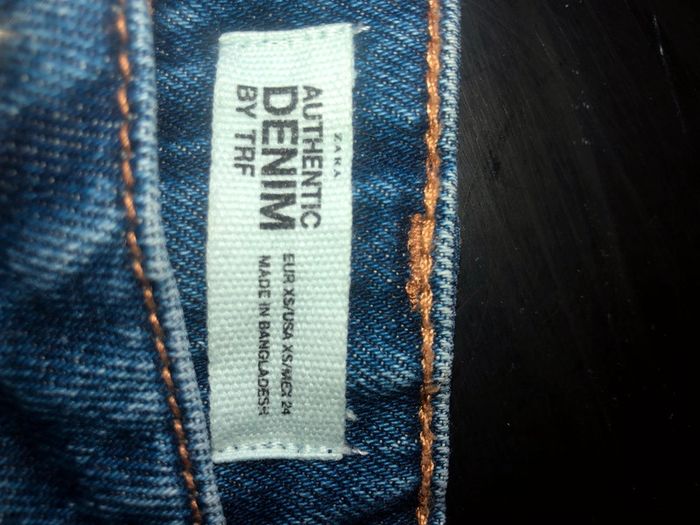 ZARA
AUTHENTIC
DENIM
BY TRF
EUR XS/USA XS/MEX 24
MADE IN BANGLADESH